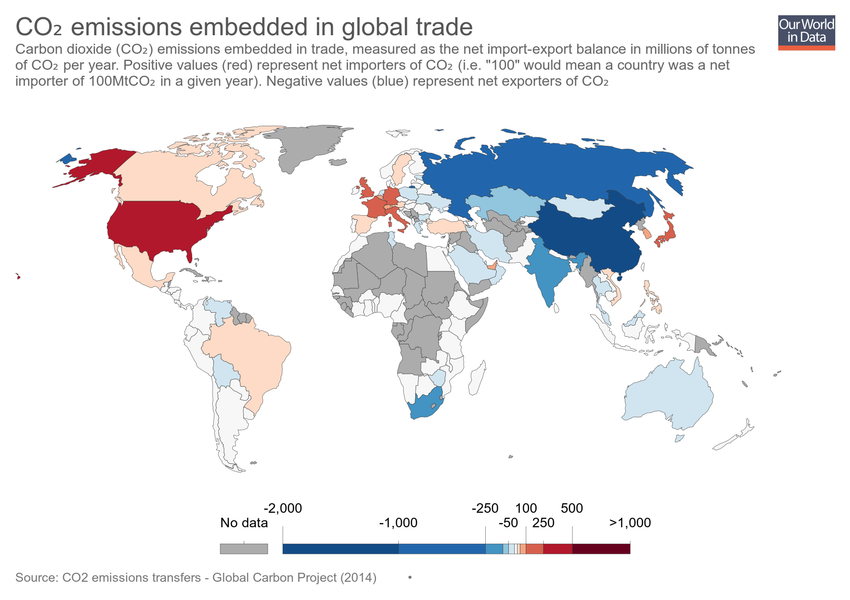 CO₂ emissions embedded in global trade
Our World
in Data
Carbon dioxide (CO₂) emissions embedded in trade, measured as the net import-export balance in millions of tonnes
of CO₂ per year. Positive values (red) represent net importers of CO₂ (i.e. "100" would mean a country was a net
importer of 100MtCO₂ in a given year). Negative values (blue) represent net exporters of CO₂
-2,000 -250 100 500
No data -1,000 -50 250 >1,000
Source: CO2 emissions transfers - Global Carbon Project (2014) •